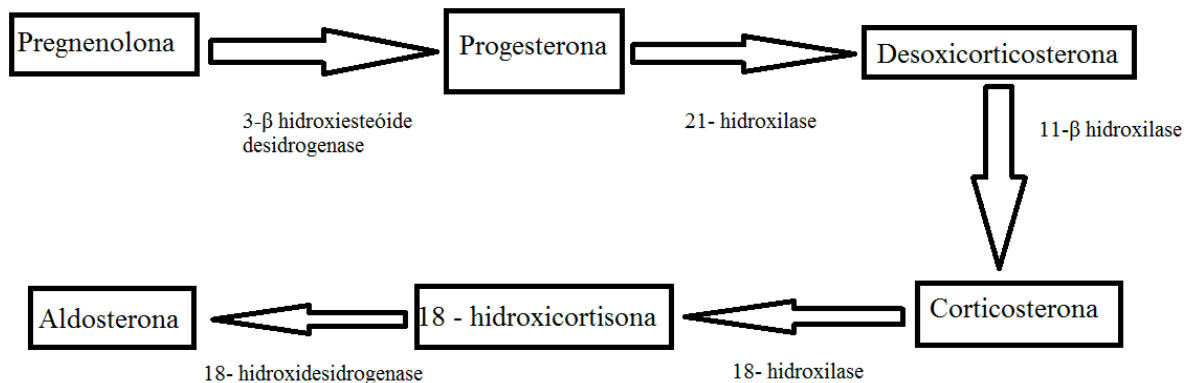 Pregnenolona
Progesterona
Desoxicorticosterona
3-β hidroxiesteóide
desidrogenase
21- hidroxilase
11-β hidroxilase
Corticosterona
18 - hidroxicortisona
Aldosterona
18- hidroxilase
18- hidroxidesidrogenase